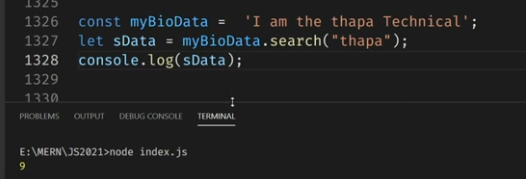 1325
1326 const myBioData =  'I am the thapa Technical';
1327 let sData = myBioData.search("thapa");
1328 console.log(sData);
1329
1330
PROBLEMS OUTPUT DEBUG CONSOLE TERMINAL
E:\MERN\JS2021>node index.js
9